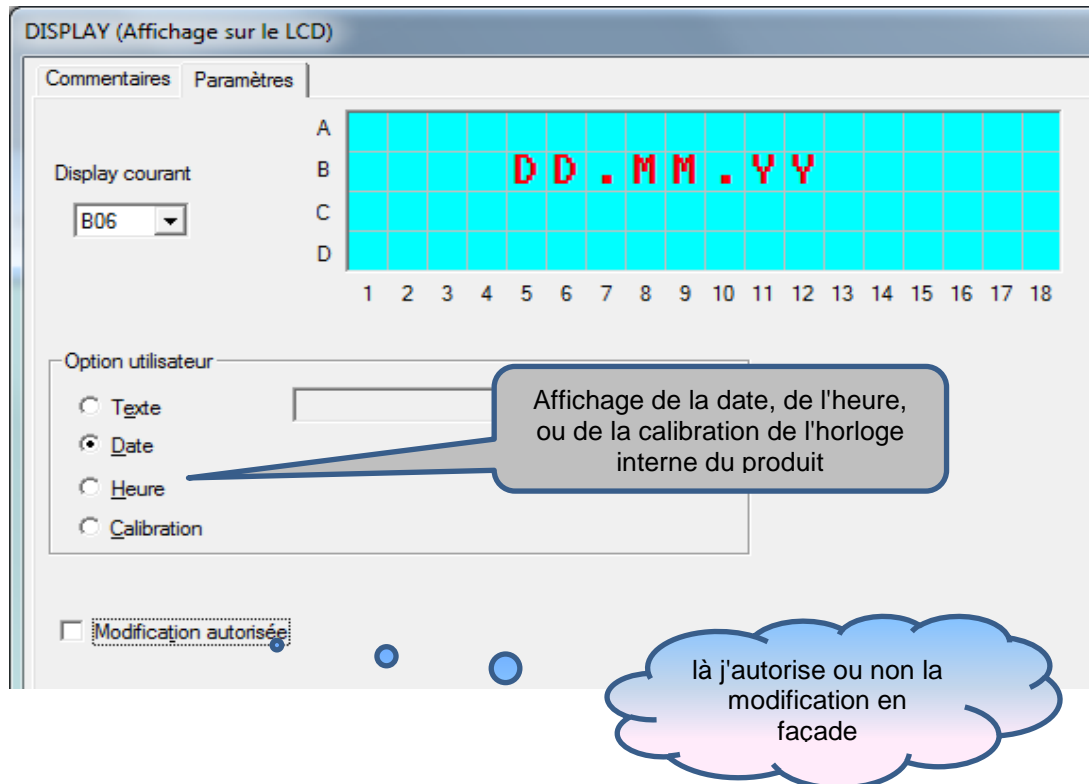 DISPLAY (Affichage sur le LCD)
Commentaires Paramètres
A
Display courant B DD.MM.YY
B06 C
D
1 2 3 4 5 6 7 8 9 10 11 12 13 14 15 16 17 18
Option utilisateur
Texte
Date
Heure
Calibration
Affichage de la date, de l'heure,
ou de la calibration de l'horloge
interne du produit
Modification autorisée
là j'autorise ou non la
modification en
façade